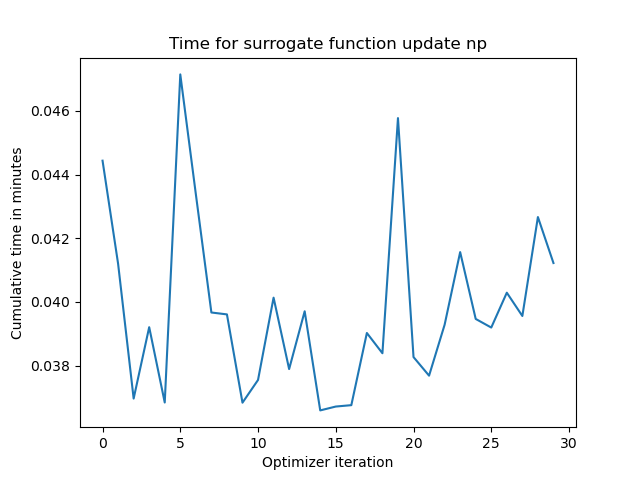 Time for surrogate function update np
Cumulative time in minutes
0.046
0.044
0.042
0.040
0.038
0 5 10 15 20 25 30
Optimizer iteration